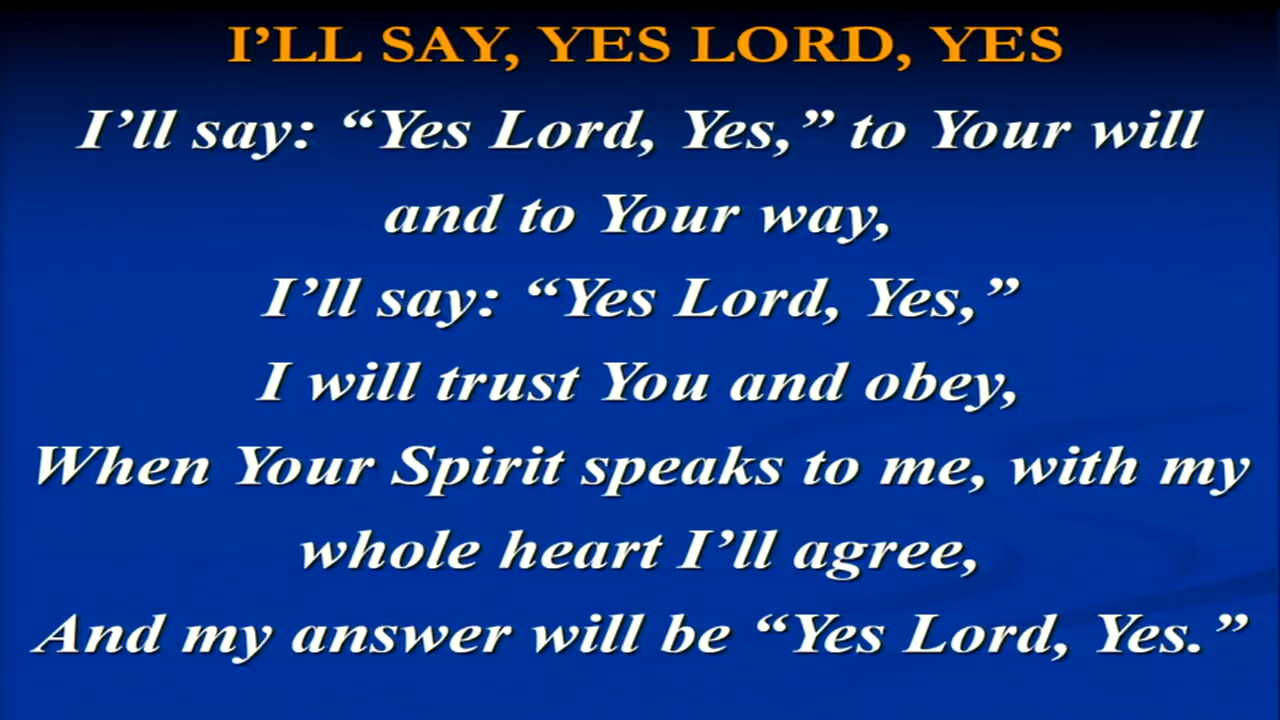 I’LL SAY, YES LORD, YES
I’ll say: “Yes Lord, Yes,” to Your will
and to Your way,
I’ll say: “Yes Lord, Yes,”
I will trust You and obey,
When Your Spirit speaks to me, with my
whole heart I’ll agree,
And my answer will be “Yes Lord, Yes.”